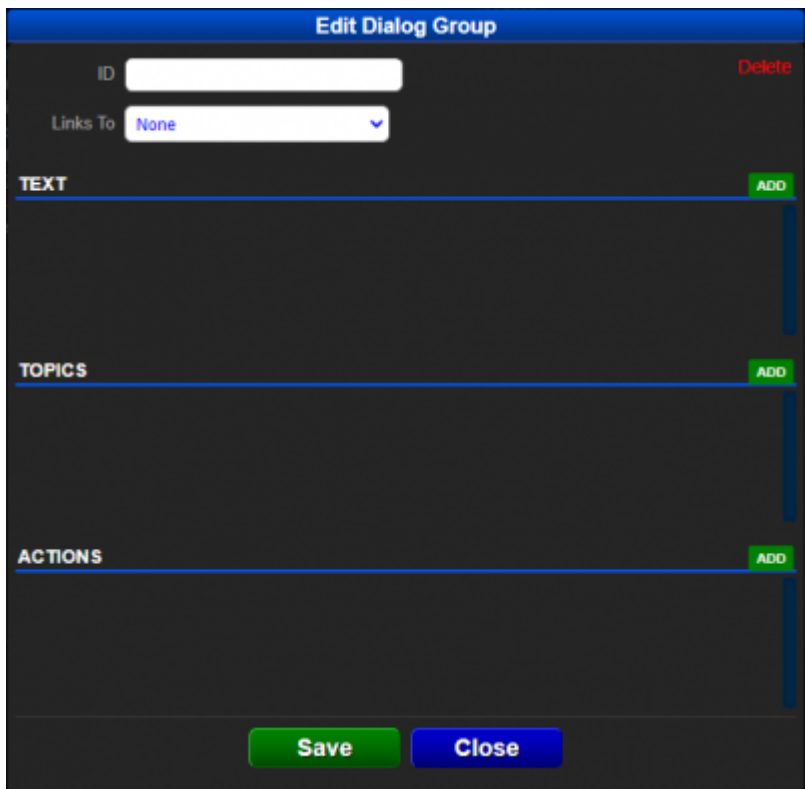 Edit Dialog Group
ID
Delete
Links To None
TEXT ADD
TOPICS ADD
ACTIONS ADD
Save Close